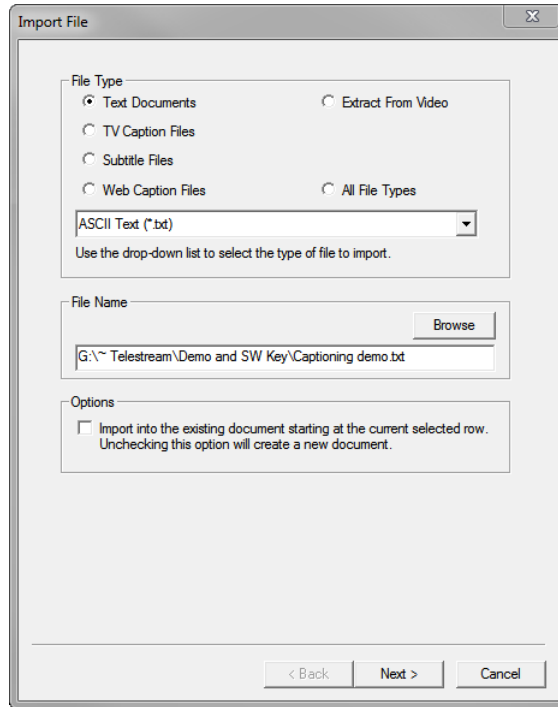 Import File
File Type
Text Documents
Extract From Video
TV Caption Files
Subtitle Files
Web Caption Files
All File Types
ASCII Text (*.txt)
Use the drop-down list to select the type of file to import.
File Name
Browse
G:\~ Telestream\Demo and SW Key\Captioning demo.txt
Options
Import into the existing document starting at the current selected row.
Unchecking this option will create a new document.
< Back
Next >
Cancel